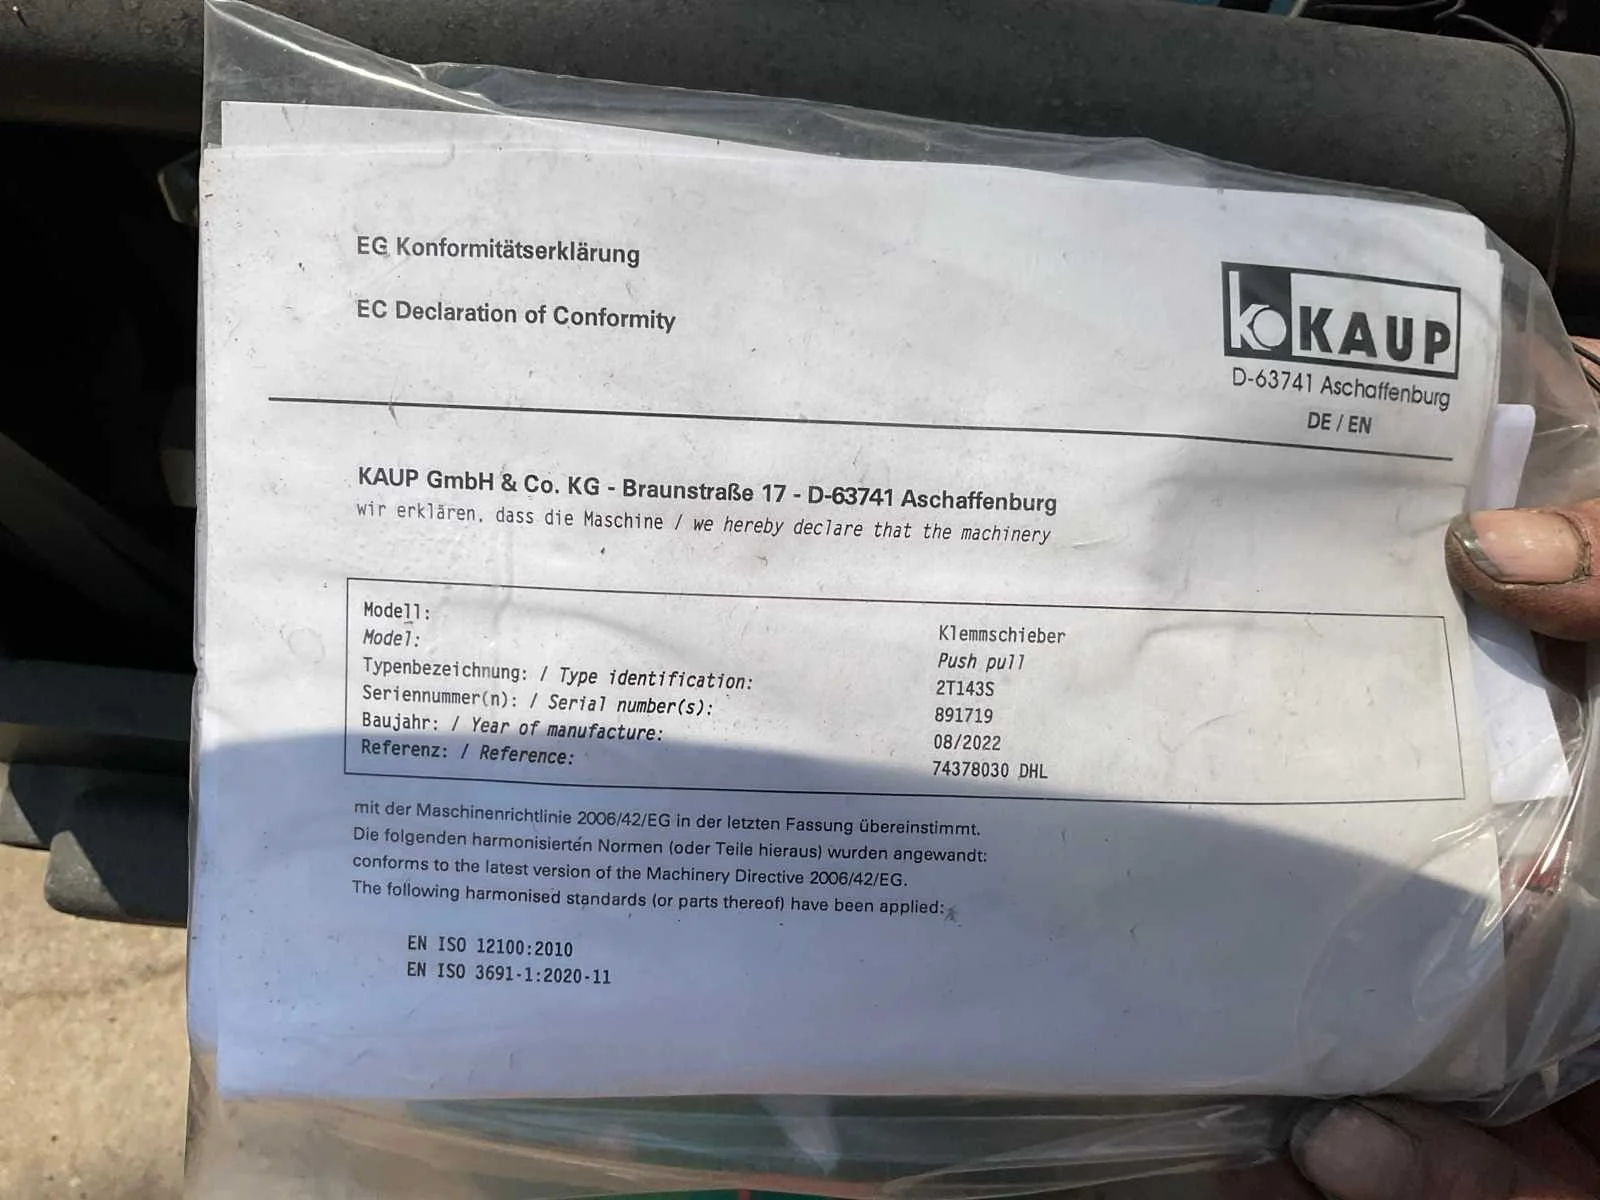 EG Konformitätserklärung
EC Declaration of Conformity
ko KAUP
D-63741 Aschaffenburg
DE / EN
KAUP GmbH & Co. KG - Braunstraße 17 - D-63741 Aschaffenburg
wir erklären, dass die Maschine / we hereby declare that the machinery
Modell: Klemmschieber
Model: Push pull
Typenbezeichnung: / Type identification: 2T143S
Seriennummer(n): / Serial number(s): 891719
Baujahr: / Year of manufacture: 08/2022
Referenz: / Reference: 74378030 DHL
mit der Maschinenrichtlinie 2006/42/EG in der letzten Fassung übereinstimmt.
Die folgenden harmonisierten Normen (oder Teile hieraus) wurden angewandt:
conforms to the latest version of the Machinery Directive 2006/42/EG.
The following harmonised standards (or parts thereof) have been applied:
EN ISO 12100:2010
EN ISO 3691-1:2020-11